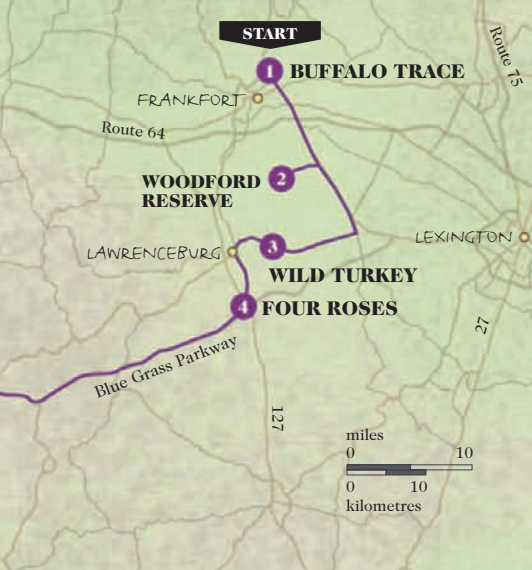 START
1 BUFFALO TRACE
FRANKFORT
Route 75
Route 64
2
WOODFORD
RESERVE
LEXINGTON
LAWRENCEBURG
3
WILD TURKEY
4 FOUR ROSES
27
Blue Grass Parkway
127
miles
0 10
0 10
kilometres